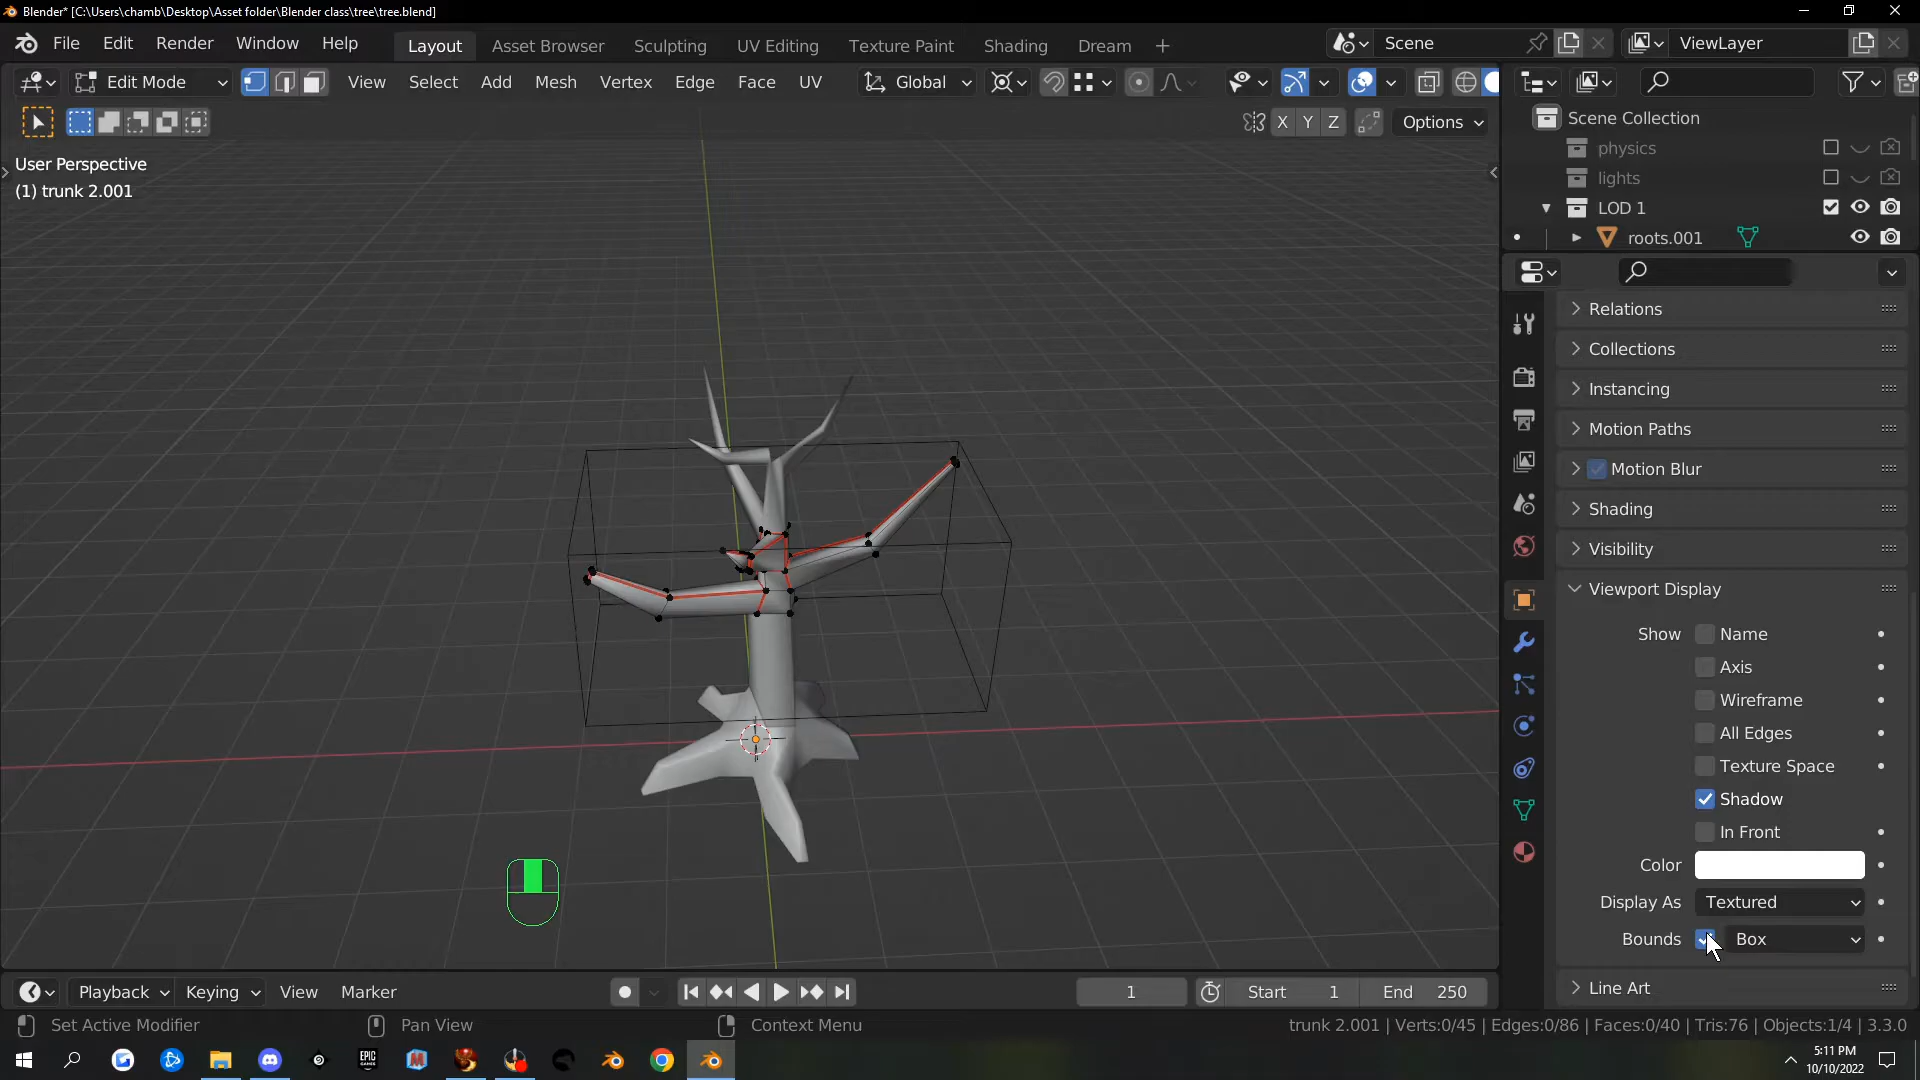 Blender* [C:\Users\chamb\Desktop\Asset folder\Blender class\tree\tree.blend]
File Edit Render Window Help
Layout Asset Browser Sculpting UV Editing Texture Paint Shading Dream
Scene
ViewLayer
Edit Mode
View Select Add Mesh Vertex Edge Face UV
Global
X Y Z
Options
User Perspective
(1) trunk 2.001
Scene Collection
physics
lights
LOD 1
roots.001
Relations
Collections
Instancing
Motion Paths
Motion Blur
Shading
Visibility
Viewport Display
Show Name
Axis
Wireframe
All Edges
Texture Space
Shadow
In Front
Color
Display As Textured
Bounds Box
Line Art
Playback Keying View Marker
1
Start 1
End 250
Set Active Modifier
Pan View
Context Menu
trunk 2.001 | Verts:0/45 | Edges:0/86 | Faces:0/40 | Tris:76 | Objects:1/4 | 3.3.0
EPIC
GAMES
5:11 PM
10/10/2022